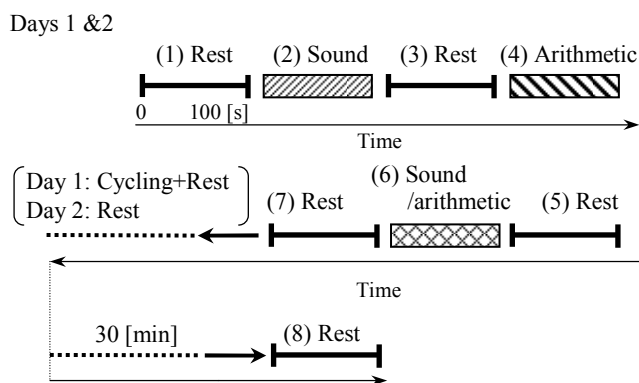 Days 1 &2
(1) Rest (2) Sound (3) Rest (4) Arithmetic
0 100 [s]
Time
Day 1: Cycling+Rest
Day 2: Rest
(7) Rest
(6) Sound
/arithmetic
(5) Rest
Time
30 [min]
(8) Rest